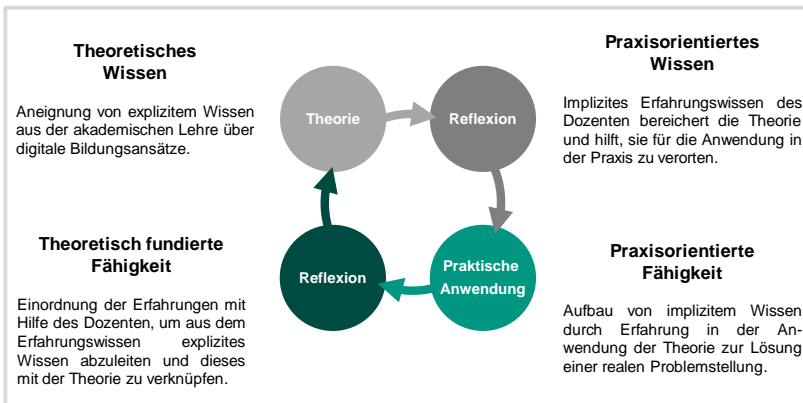 Theoretisches
Wissen
Aneignung von explizitem Wissen
aus der akademischen Lehre über
digitale Bildungsansätze.
Theorie
Reflexion
Praxisorientiertes
Wissen
Implizites Erfahrungswissen des
Dozenten bereichert die Theorie
und hilft, sie für die Anwendung in
der Praxis zu verorten.
Theoretisch fundierte
Fähigkeit
Einordnung der Erfahrungen mit
Hilfe des Dozenten, um aus dem
Erfahrungswissen explizites
Wissen abzuleiten und dieses
mit der Theorie zu verknüpfen.
Reflexion
Praktische
Anwendung
Praxisorientierte
Fähigkeit
Aufbau von implizitem Wissen
durch Erfahrung in der An-
wendung der Theorie zur Lösung
einer realen Problemstellung.